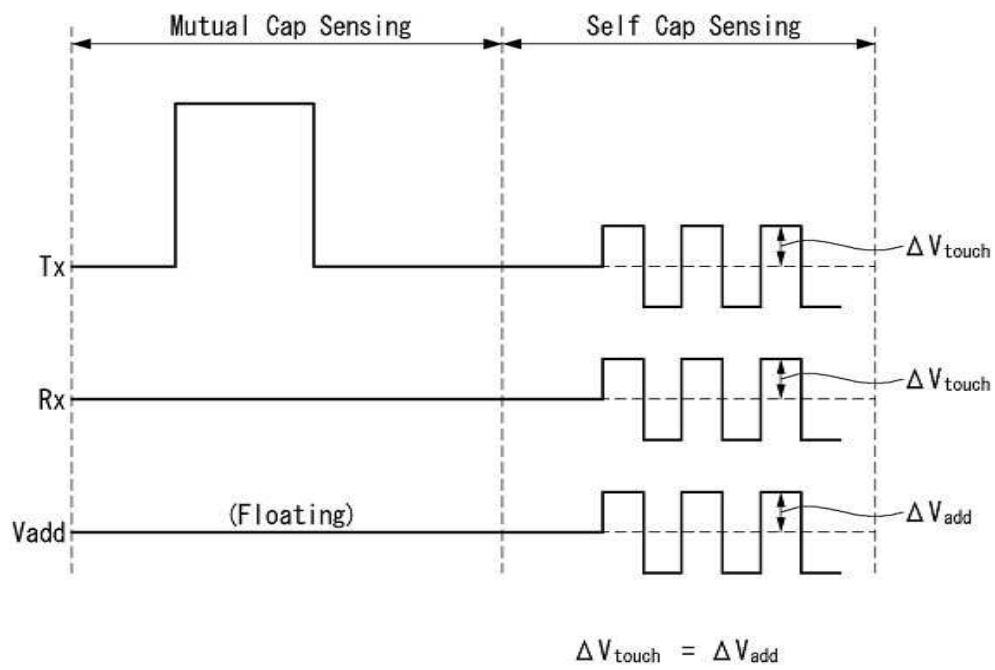 Mutual Cap Sensing
Self Cap Sensing
Tx
ΔVtouch
Rx
ΔVtouch
Vadd
(Floating)
ΔVadd
ΔVtouch = ΔVadd